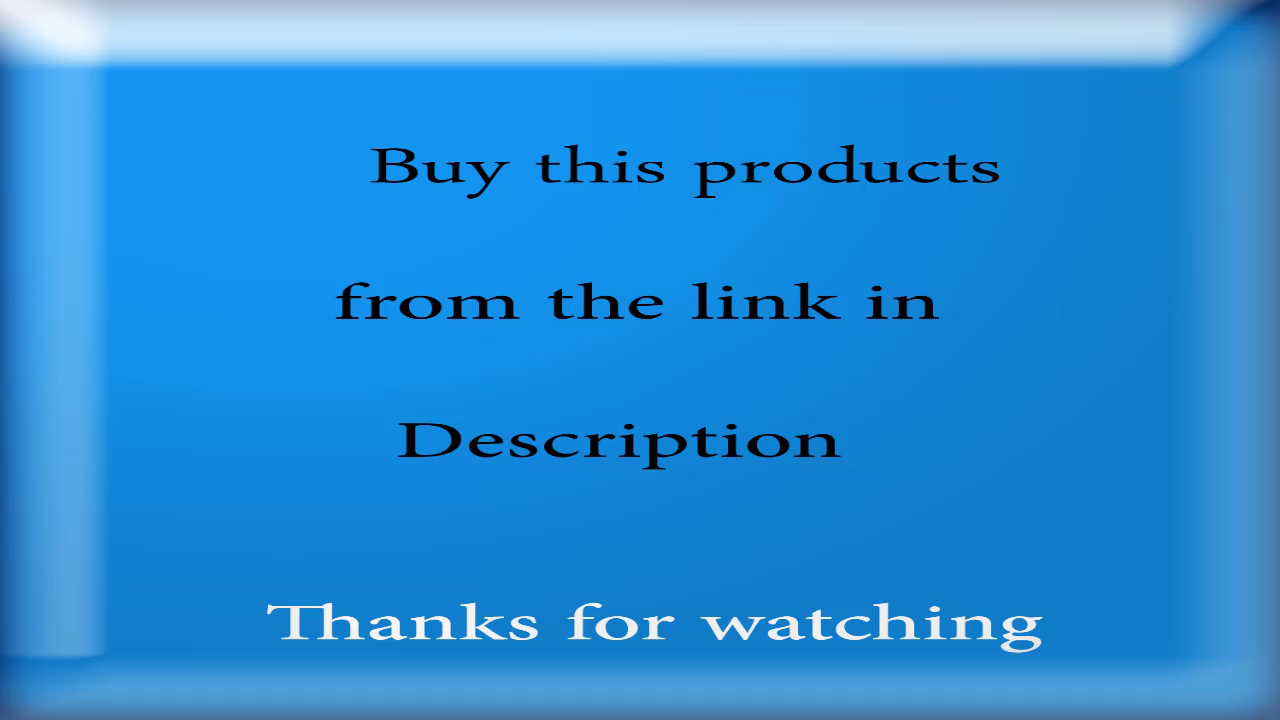 Buy this products
from the link in
Description
Thanks for watching